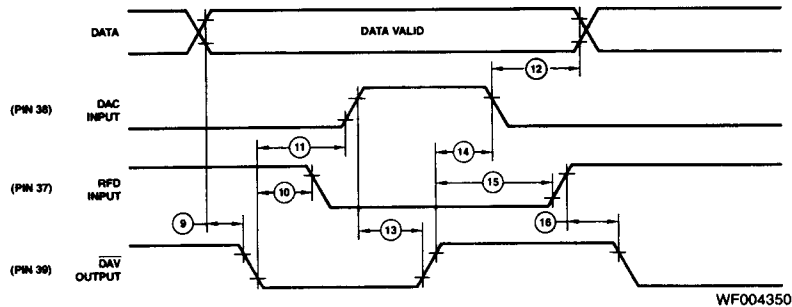 DATA
DATA VALID
12
(PIN 38)
DAC
INPUT
11
14
(PIN 37)
RFD
INPUT
10
15
9
13
16
(PIN 39)
DAV
OUTPUT
WF004350